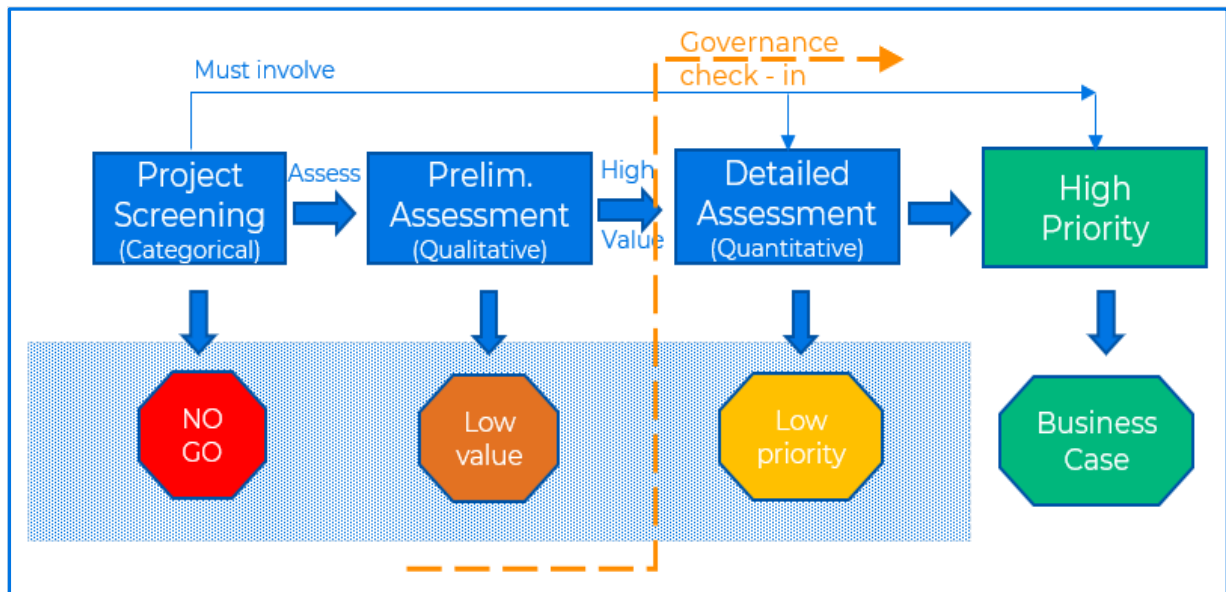 Governance
check - in
Must involve
Project
Screening
(Categorical)
Assess
Prelim.
Assessment
(Qualitative)
High
Value
Detailed
Assessment
(Quantitative)
High
Priority
NO
GO
Low
value
Low
priority
Business
Case